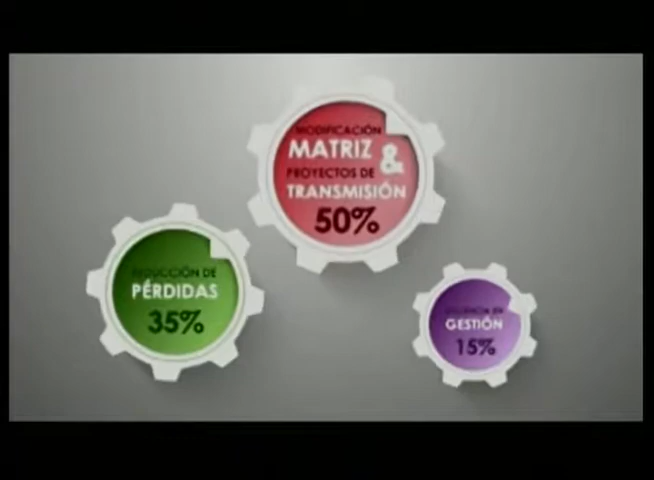 MODIFICACIÓN
MATRIZ &
PROYECTOS DE
TRANSMISIÓN
50%
REDUCCIÓN DE
PÉRDIDAS
35%
GESTIÓN
15%